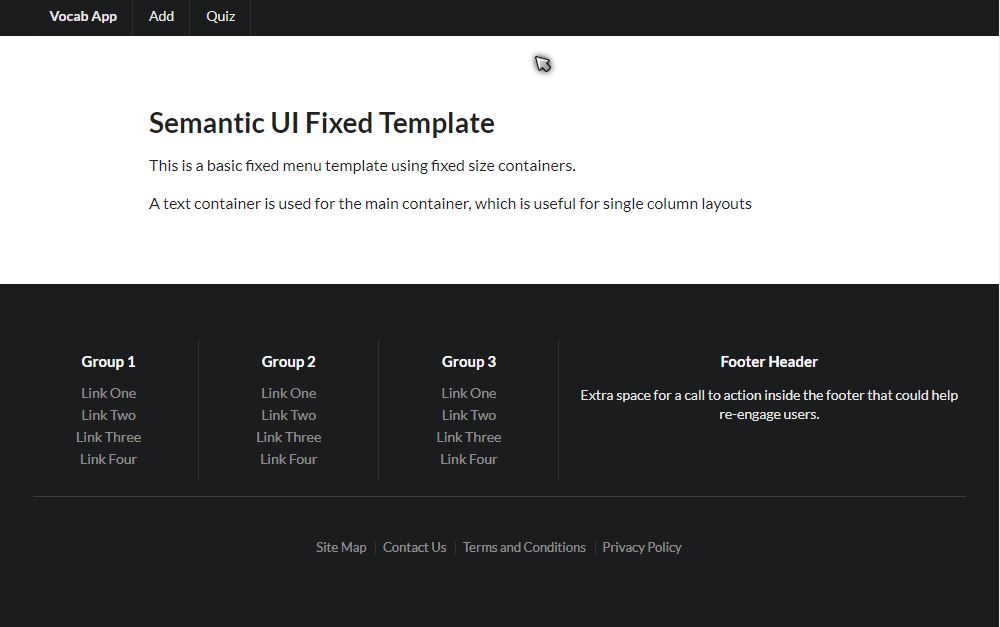 Vocab App Add Quiz
Semantic UI Fixed Template
This is a basic fixed menu template using fixed size containers.
A text container is used for the main container, which is useful for single column layouts
Group 1
Link One
Link Two
Link Three
Link Four
Group 2
Link One
Link Two
Link Three
Link Four
Group 3
Link One
Link Two
Link Three
Link Four
Footer Header
Extra space for a call to action inside the footer that could help
re-engage users.
Site Map Contact Us Terms and Conditions Privacy Policy